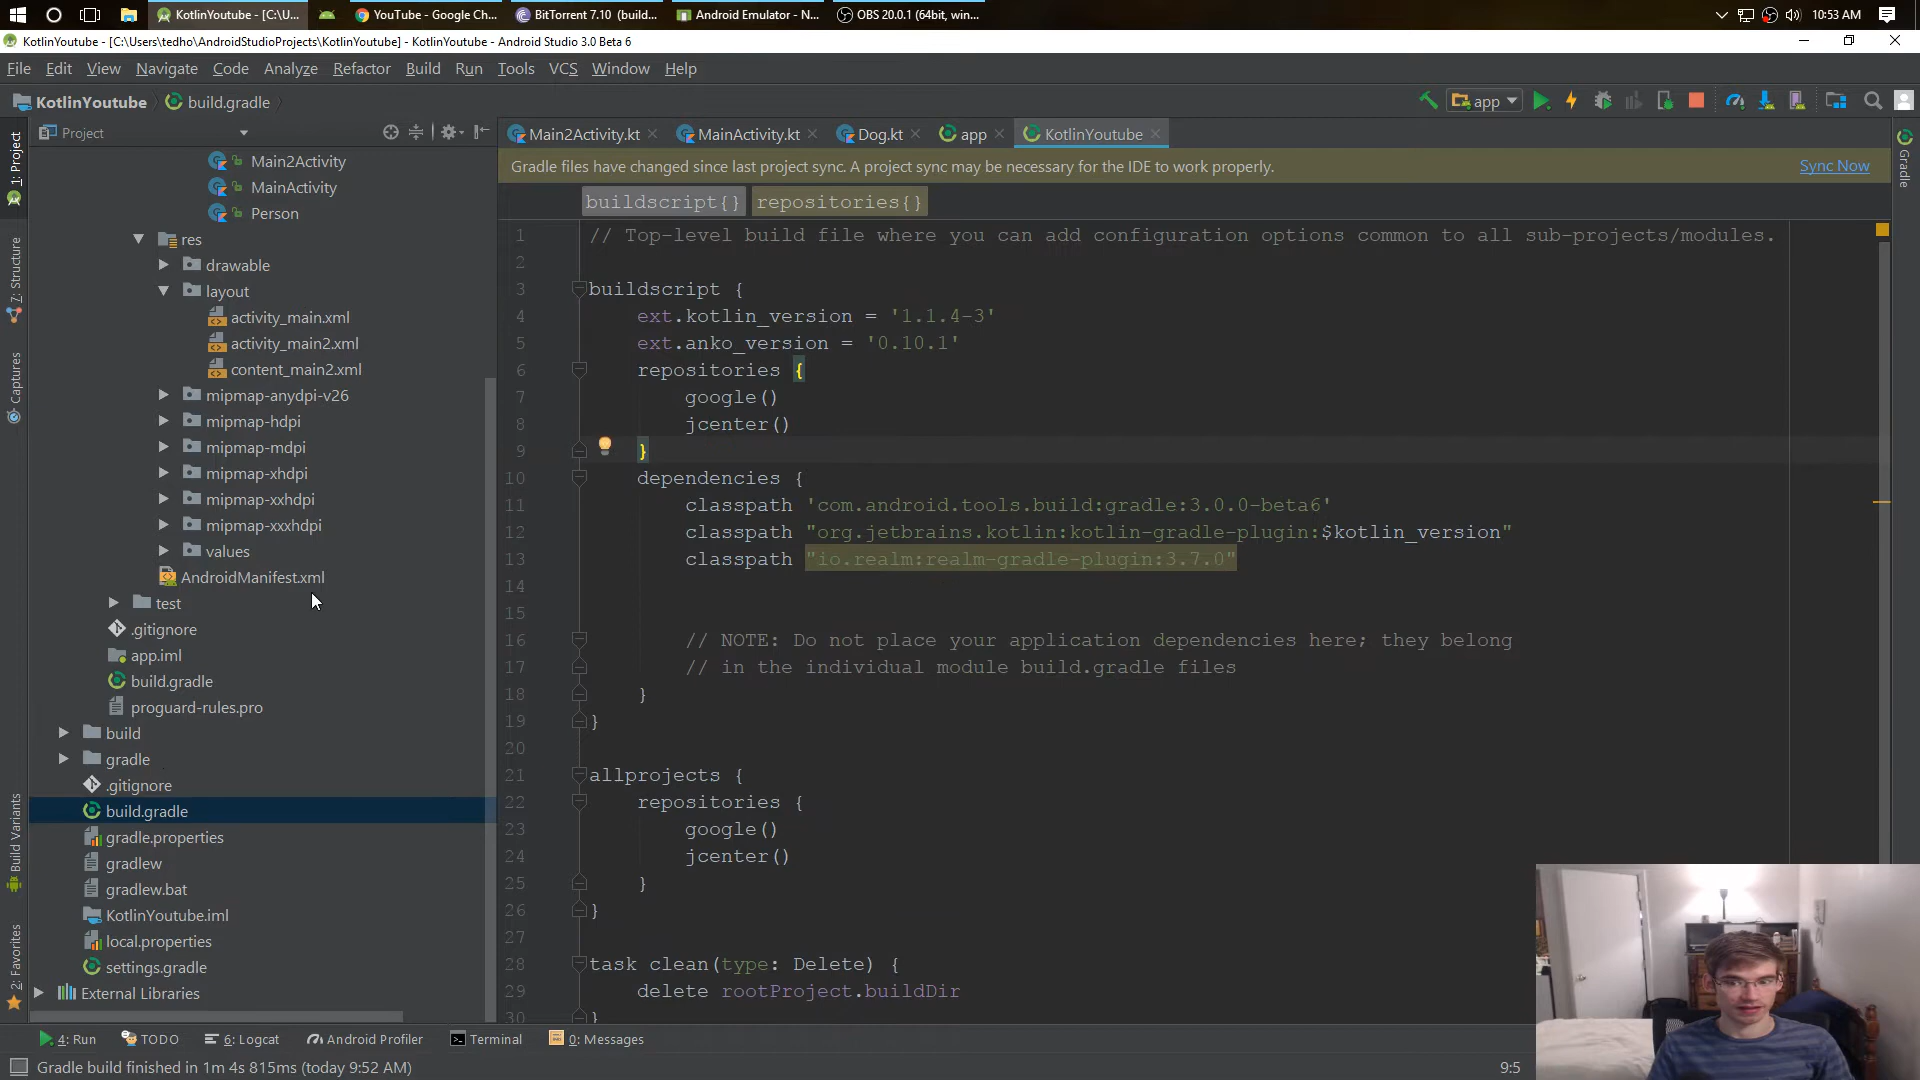 KotlinYoutube - [C:\U...
YouTube - Google Ch...
BitTorrent 7.10 (build...
Android Emulator - N...
OBS 20.0.1 (64bit, win...
10:53 AM
KotlinYoutube - [C:\Users\tedho\AndroidStudioProjects\KotlinYoutube] - KotlinYoutube - Android Studio 3.0 Beta 6
File Edit View Navigate Code Analyze Refactor Build Run Tools VCS Window Help
KotlinYoutube build.gradle
app
Project
Main2Activity.kt MainActivity.kt Dog.kt app KotlinYoutube
Gradle files have changed since last project sync. A project sync may be necessary for the IDE to work properly.
Sync Now
buildscript{} repositories{}
1: Project
7: Structure
Captures
Build Variants
2: Favorites
Gradle
Main2Activity
MainActivity
Person
res
drawable
layout
activity_main.xml
activity_main2.xml
content_main2.xml
mipmap-anydpi-v26
mipmap-hdpi
mipmap-mdpi
mipmap-xhdpi
mipmap-xxhdpi
mipmap-xxxhdpi
values
AndroidManifest.xml
test
.gitignore
app.iml
build.gradle
proguard-rules.pro
build
gradle
.gitignore
build.gradle
gradle.properties
gradlew
gradlew.bat
KotlinYoutube.iml
local.properties
settings.gradle
External Libraries
1 // Top-level build file where you can add configuration options common to all sub-projects/modules.
2
3 buildscript {
4 ext.kotlin_version = '1.1.4-3'
5 ext.anko_version = '0.10.1'
6 repositories {
7 google()
8 jcenter()
9 }
10 dependencies {
11 classpath 'com.android.tools.build:gradle:3.0.0-beta6'
12 classpath "org.jetbrains.kotlin:kotlin-gradle-plugin:$kotlin_version"
13 classpath "io.realm:realm-gradle-plugin:3.7.0"
14
15
16 // NOTE: Do not place your application dependencies here; they belong
17 // in the individual module build.gradle files
18 }
19 }
20
21 allprojects {
22 repositories {
23 google()
24 jcenter()
25 }
26 }
27
28 task clean(type: Delete) {
29 delete rootProject.buildDir
30 }
4: Run TODO 6: Logcat Android Profiler Terminal 0: Messages
Gradle build finished in 1m 4s 815ms (today 9:52 AM)
9:5